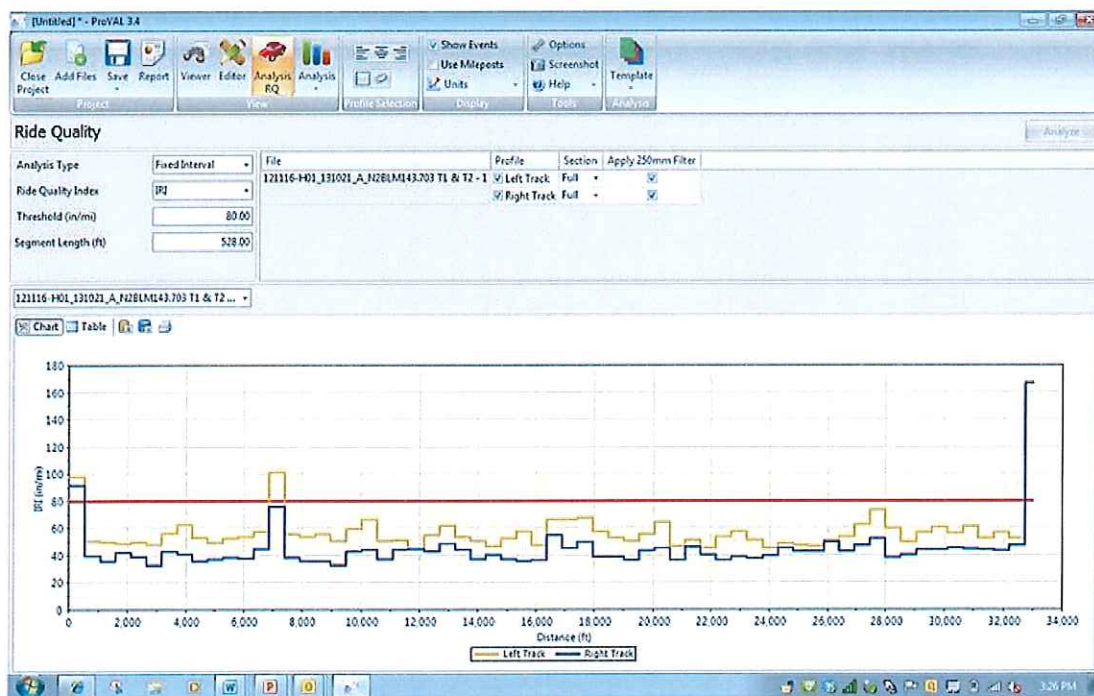 [Untitled] * - ProVAL 3.4
Close Project Add Files Save Report Viewer Editor Analysis RQ Analysis
Show Events Options
Use Mileposts Screenshot
Units Help Template
Project View Profile Selection Display Tools Analysis
Ride Quality
Analyze
Analysis Type Fixed Interval
Ride Quality Index IRI
Threshold (in/mi) 80.00
Segment Length (ft) 528.00
File Profile Section Apply 250mm Filter
121116-H01_131021_A_N2BLM143.703 T1 & T2 - 1 Left Track Full
Right Track Full
121116-H01_131021_A_N2BLM143.703 T1 & T2 ...
Chart Table
IRI (in/mi)
180
160
140
120
100
80
60
40
20
0
0 2,000 4,000 6,000 8,000 10,000 12,000 14,000 16,000 18,000 20,000 22,000 24,000 26,000 28,000 30,000 32,000 34,000
Distance (ft)
Left Track Right Track
3:26 PM